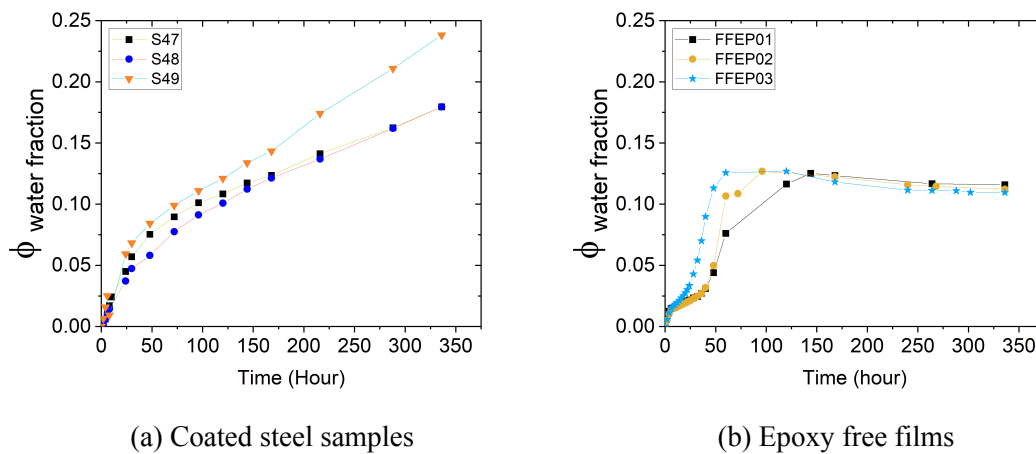 0.25
0.20
0.15
0.10
0.05
0.00
ϕ water fraction
S47
S48
S49
0 50 100 150 200 250 300 350
Time (Hour)
(a) Coated steel samples
0.25
0.20
0.15
0.10
0.05
0.00
ϕ water fraction
FFEP01
FFEP02
FFEP03
0 50 100 150 200 250 300 350
Time (hour)
(b) Epoxy free films